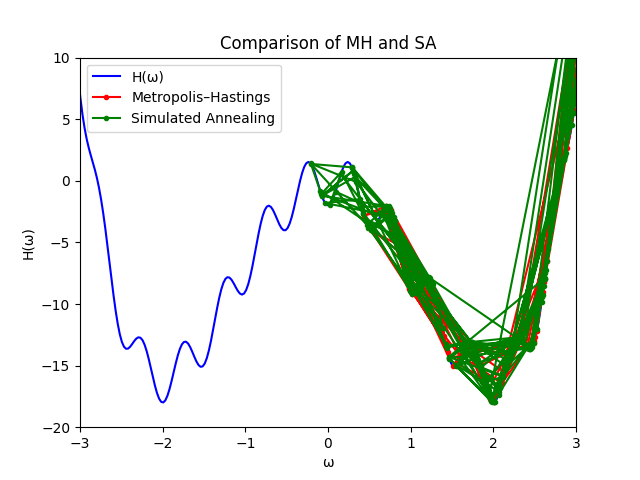 Comparison of MH and SA
H(ω)
Metropolis–Hastings
Simulated Annealing
H(ω)
10
5
0
−5
−10
−15
−20
−3 −2 −1 0 1 2 3
ω